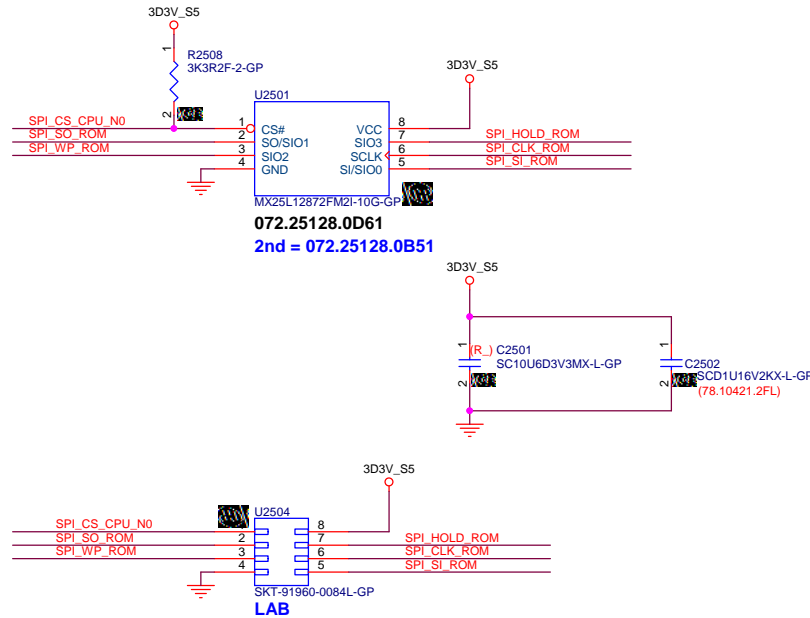 3D3V_S5
1
R2508
3K3R2F-2-GP
2
3D3V_S5
U2501
SPI_CS_CPU_N0
1
CS#
VCC
8
SPI_SO_ROM
2
SO/SIO1
SIO3
7
SPI_HOLD_ROM
SPI_WP_ROM
3
SIO2
SCLK
6
SPI_CLK_ROM
4
GND
SI/SIO0
5
SPI_SI_ROM
MX25L12872FM2I-10G-GP
072.25128.0D61
2nd = 072.25128.0B51
3D3V_S5
1
(R_)
C2501
SC10U6D3V3MX-L-GP
2
1
C2502
SCD1U16V2KX-L-GP
(78.10421.2FL)
2
3D3V_S5
U2504
SPI_CS_CPU_N0
8
SPI_SO_ROM
2
7
SPI_HOLD_ROM
SPI_WP_ROM
3
6
SPI_CLK_ROM
4
5
SPI_SI_ROM
SKT-91960-0084L-GP
LAB